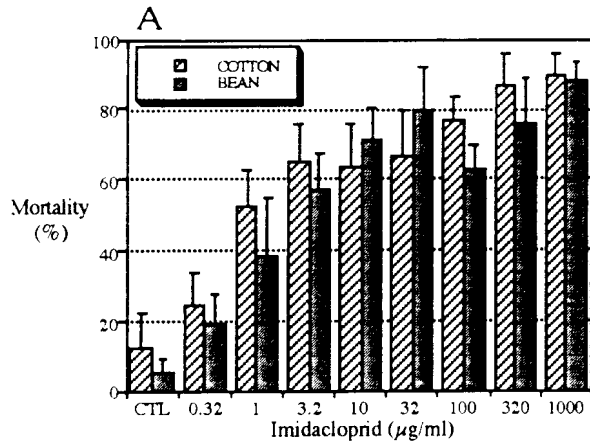 A
100
80
60
40
20
0
Mortality
(%)
COTTON
BEAN
CTL 0.32 1 3.2 10 32 100 320 1000
Imidacloprid (µg/ml)